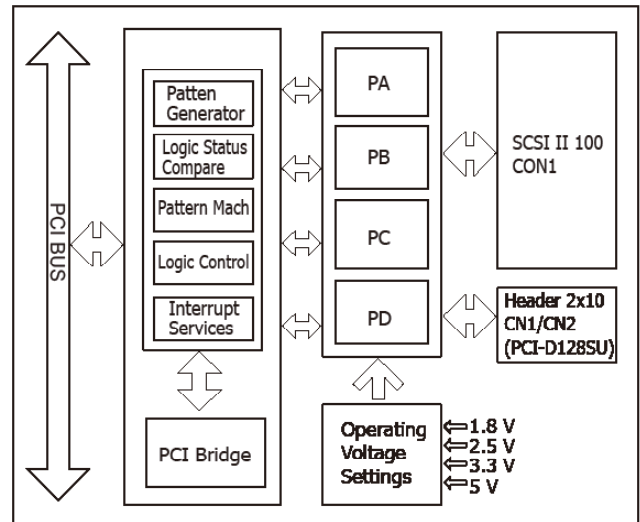 PCI BUS
Patten
Generator
Logic Status
Compare
Pattern Mach
Logic Control
Interrupt
Services
PCI Bridge
PA
PB
PC
PD
SCSI II 100
CON1
Header 2x10
CN1/CN2
(PCI-D128SU)
Operating
Voltage
Settings
1.8 V
2.5 V
3.3 V
5 V